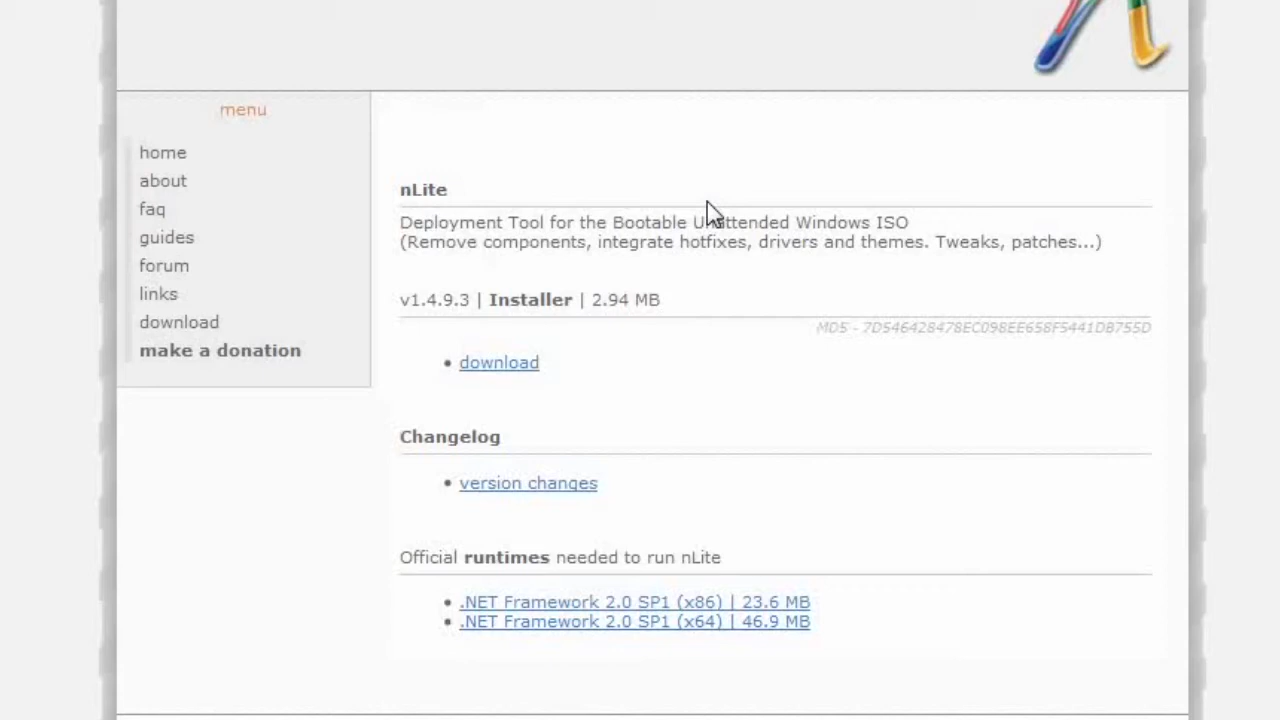 menu
home
about
faq
guides
forum
links
download
make a donation
nLite
Deployment Tool for the Bootable Unattended Windows ISO
(Remove components, integrate hotfixes, drivers and themes. Tweaks, patches...)
v1.4.9.3 | Installer | 2.94 MB
MD5 - 7D546428478EC098EE658F5441DB755D
• download
Changelog
• version changes
Official runtimes needed to run nLite
• .NET Framework 2.0 SP1 (x86) | 23.6 MB
• .NET Framework 2.0 SP1 (x64) | 46.9 MB